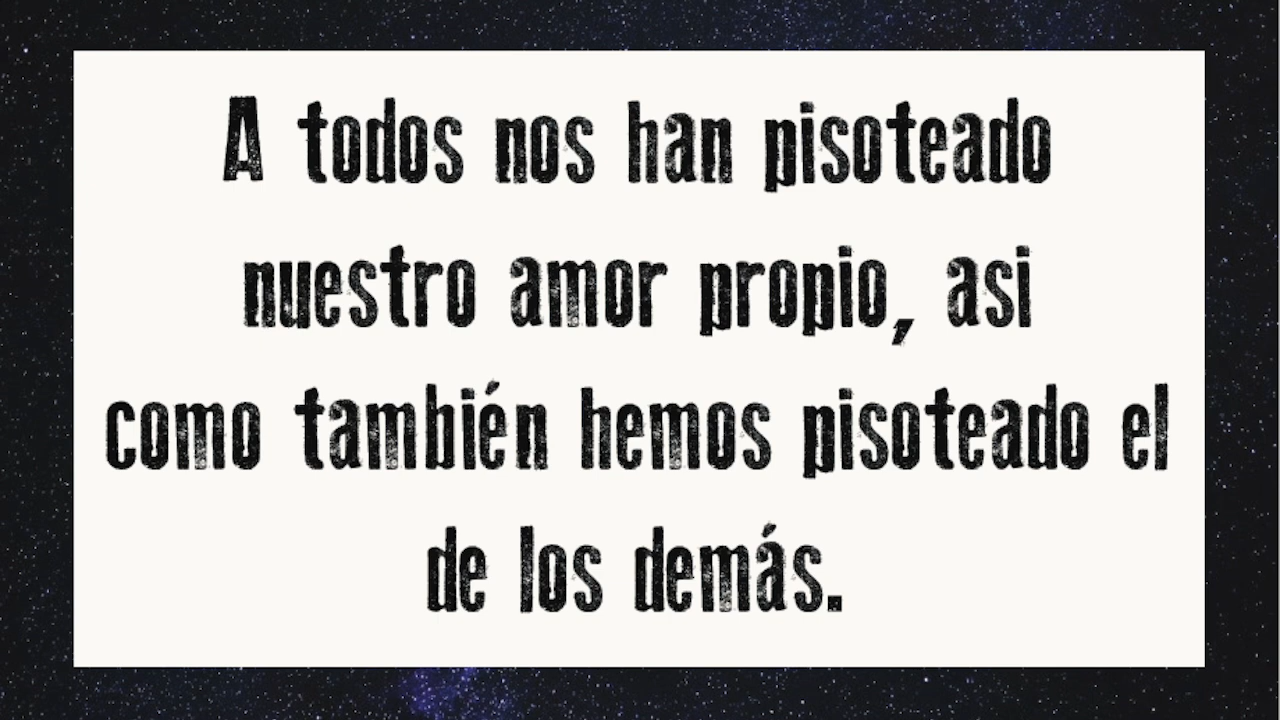 A todos nos han pisoteado
nuestro amor propio, asi
como también hemos pisoteado el
de los demás.